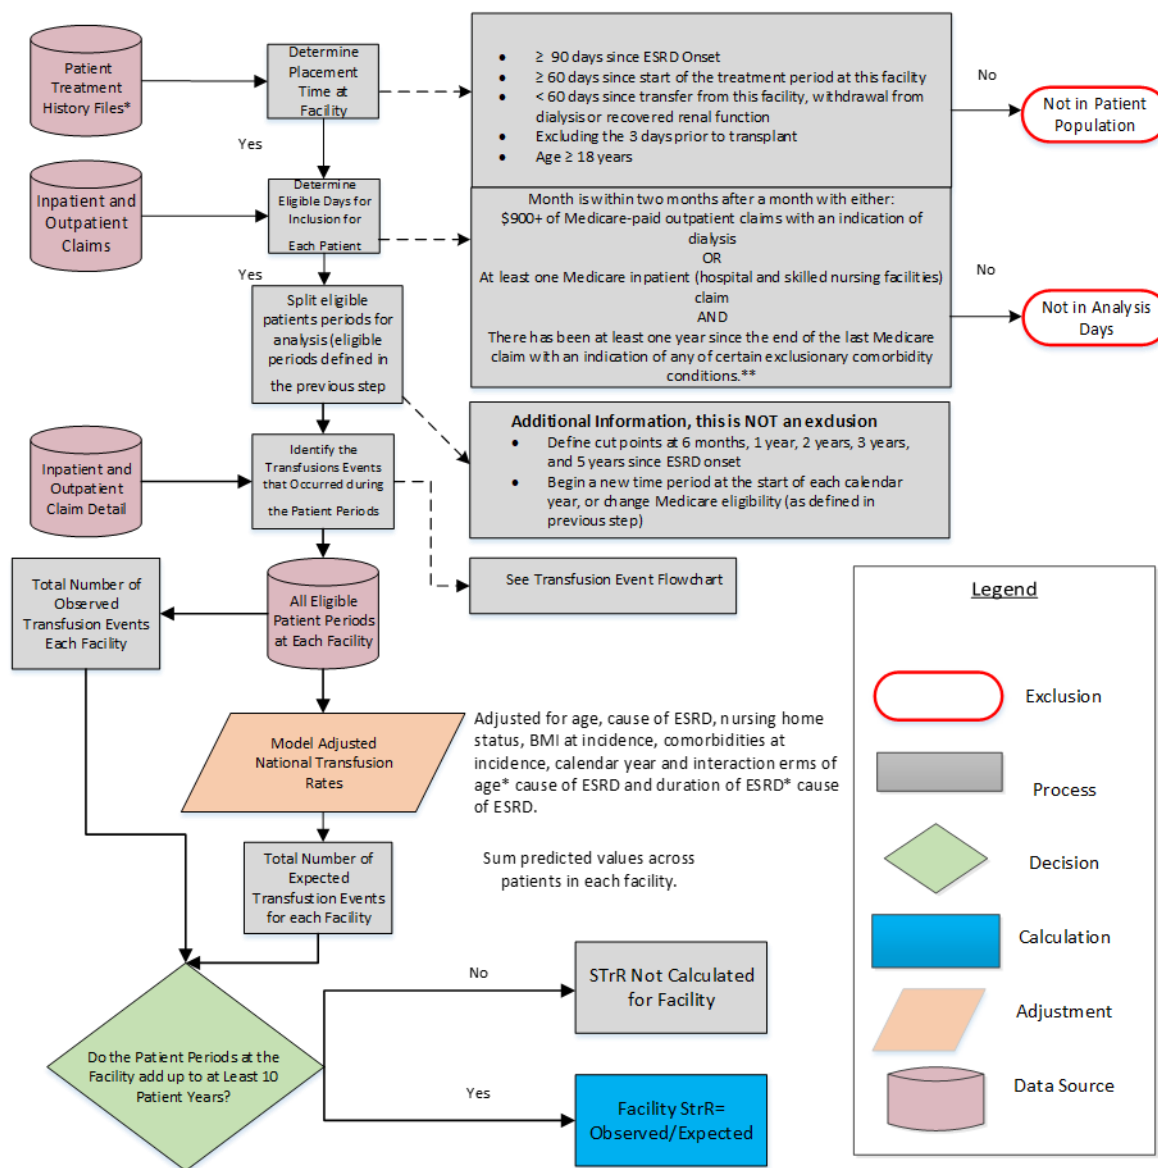 Patient
Treatment
History Files*
Determine
Placement
Time at
Facility
≥ 90 days since ESRD Onset
≥ 60 days since start of the treatment period at this facility
< 60 days since transfer from this facility, withdrawal from
dialysis or recovered renal function
Excluding the 3 days prior to transplant
Age ≥ 18 years
No
Not in Patient
Population
Yes
Inpatient and
Outpatient
Claims
Determine
Eligible Days for
Inclusion for
Each Patient
Month is within two months after a month with either:
$900+ of Medicare-paid outpatient claims with an indication of
dialysis
OR
At least one Medicare inpatient (hospital and skilled nursing facilities)
claim
AND
There has been at least one year since the end of the last Medicare
claim with an indication of any of certain exclusionary comorbidity
conditions.**
No
Not in Analysis
Days
Yes
Split eligible
patients periods for
analysis (eligible
periods defined in
the previous step
Additional Information, this is NOT an exclusion
Define cut points at 6 months, 1 year, 2 years, 3 years,
and 5 years since ESRD onset
Begin a new time period at the start of each calendar
year, or change Medicare eligibility (as defined in
previous step)
Inpatient and
Outpatient
Claim Detail
Identify the
Transfusions Events
that Occurred during
the Patient Periods
See Transfusion Event Flowchart
Total Number of
Observed
Transfusion Events
Each Facility
All Eligible
Patient Periods
at Each Facility
Model Adjusted
National Transfusion
Rates
Adjusted for age, cause of ESRD, nursing home
status, BMI at incidence, comorbidities at
incidence, calendar year and interaction erms of
age* cause of ESRD and duration of ESRD* cause
of ESRD.
Total Number of
Expected
Transfustion Events
for each Facility
Sum predicted values across
patients in each facility.
Do the Patient Periods at the
Facility add up to at Least 10
Patient Years?
No
STrR Not Calculated
for Facility
Yes
Facility StrR=
Observed/Expected
Legend
Exclusion
Process
Decision
Calculation
Adjustment
Data Source